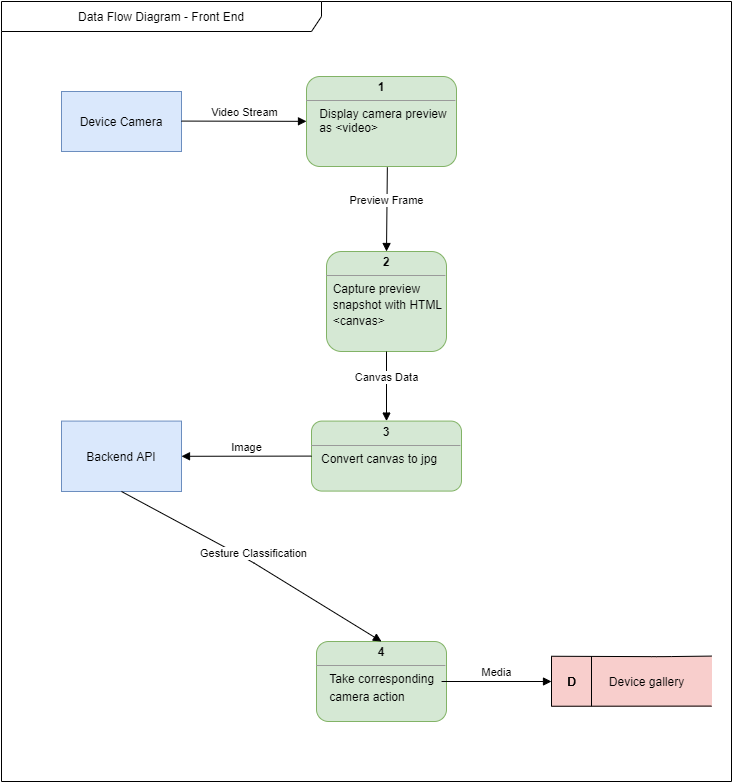 Data Flow Diagram - Front End
Device Camera
Video Stream
1
Display camera preview
as <video>
Preview Frame
2
Capture preview
snapshot with HTML
<canvas>
Canvas Data
3
Convert canvas to jpg
Image
Backend API
Gesture Classification
4
Take corresponding
camera action
Media
D
Device gallery